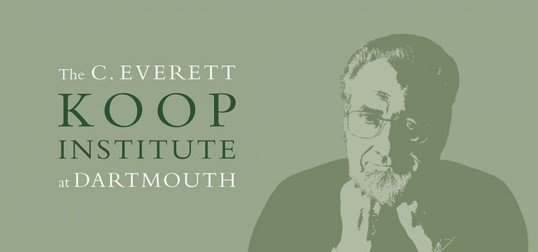 The C. EVERETT
KOOP
INSTITUTE
at DARTMOUTH